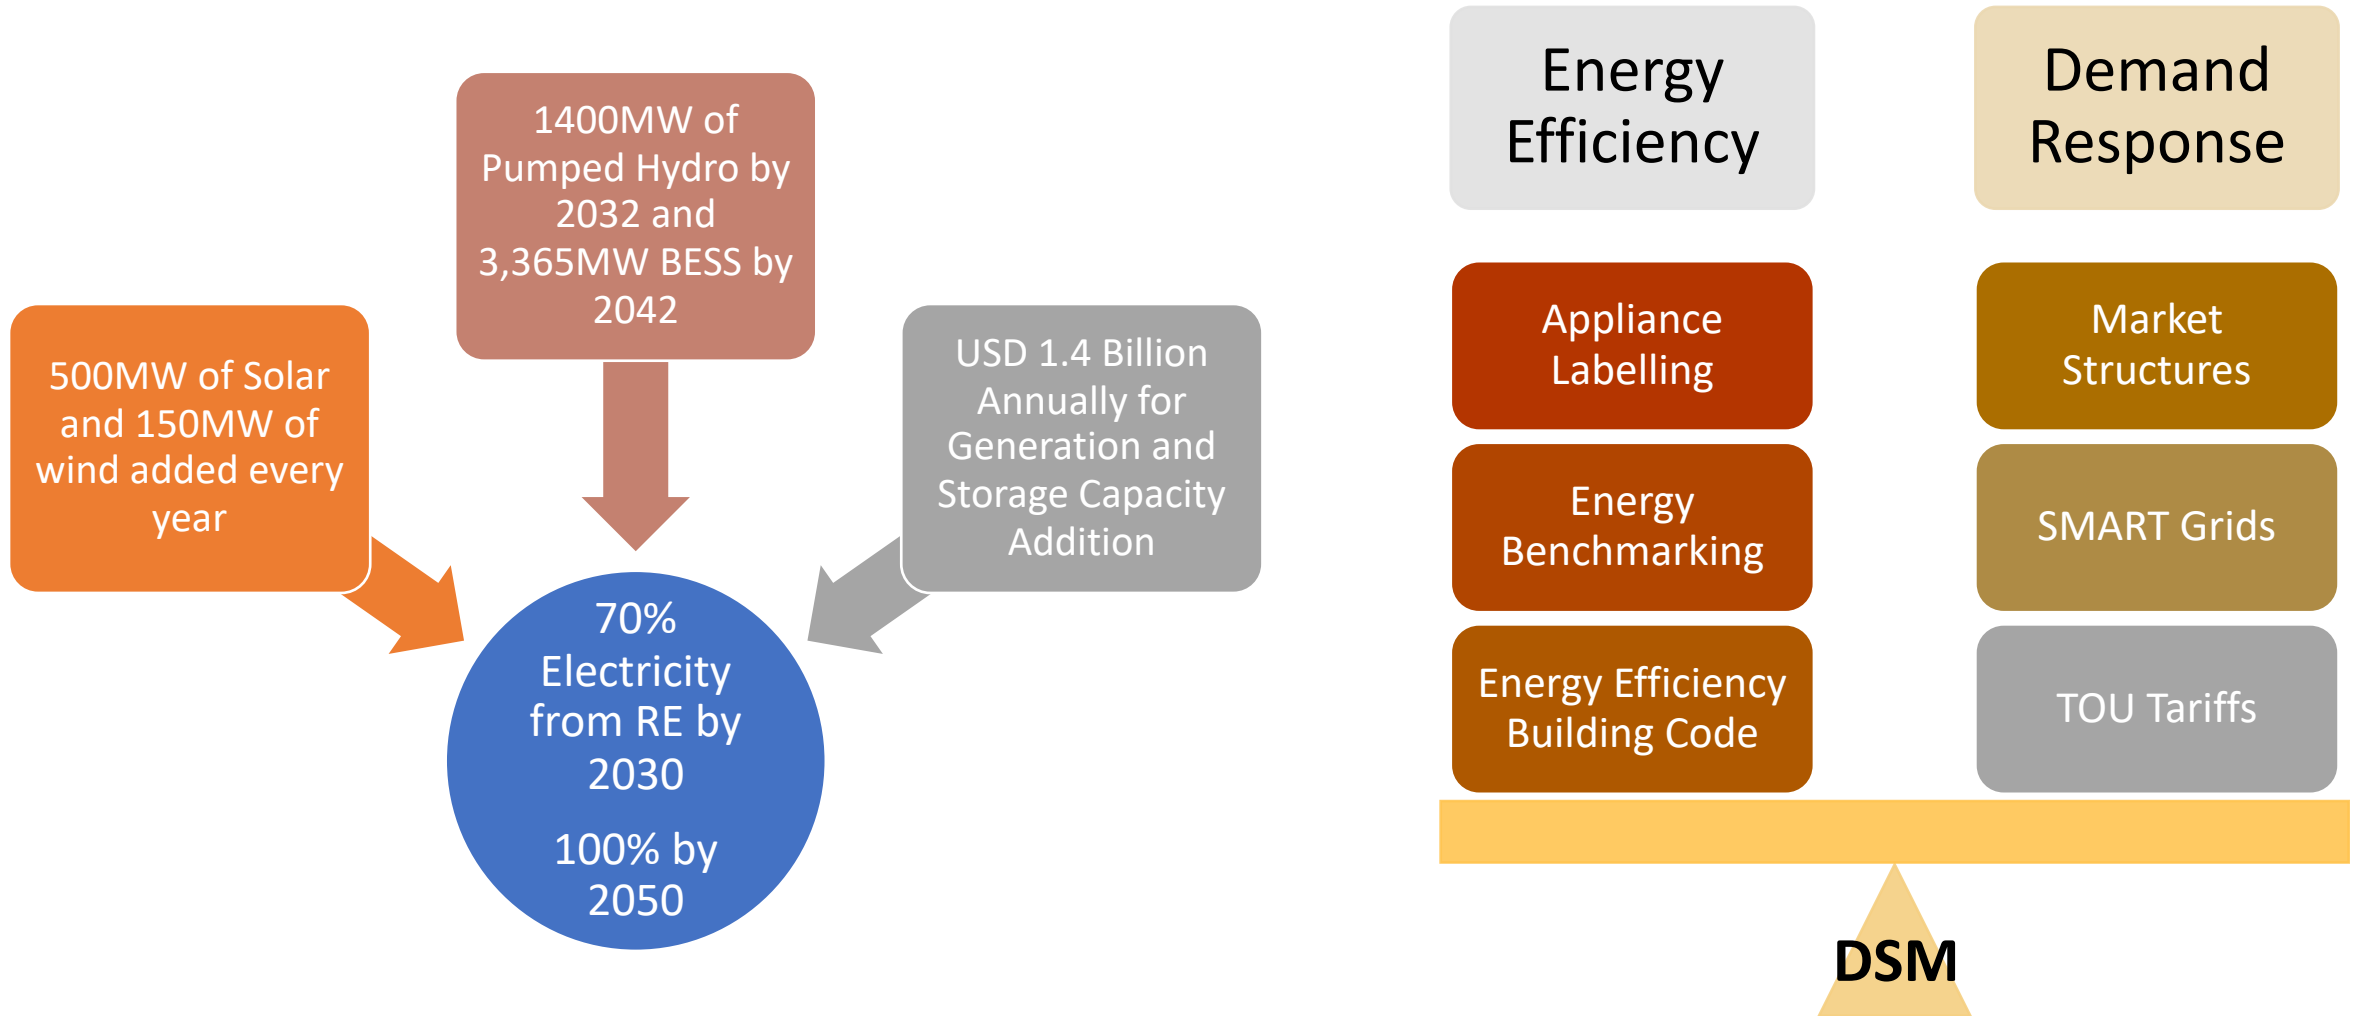 500MW of Solar
and 150MW of
wind added every
year
1400MW of
Pumped Hydro by
2032 and
3,365MW BESS by
2042
USD 1.4 Billion
Annually for
Generation and
Storage Capacity
Addition
70%
Electricity
from RE by
2030
100% by
2050
Energy
Efficiency
Appliance
Labelling
Energy
Benchmarking
Energy Efficiency
Building Code
Demand
Response
Market
Structures
SMART Grids
TOU Tariffs
DSM